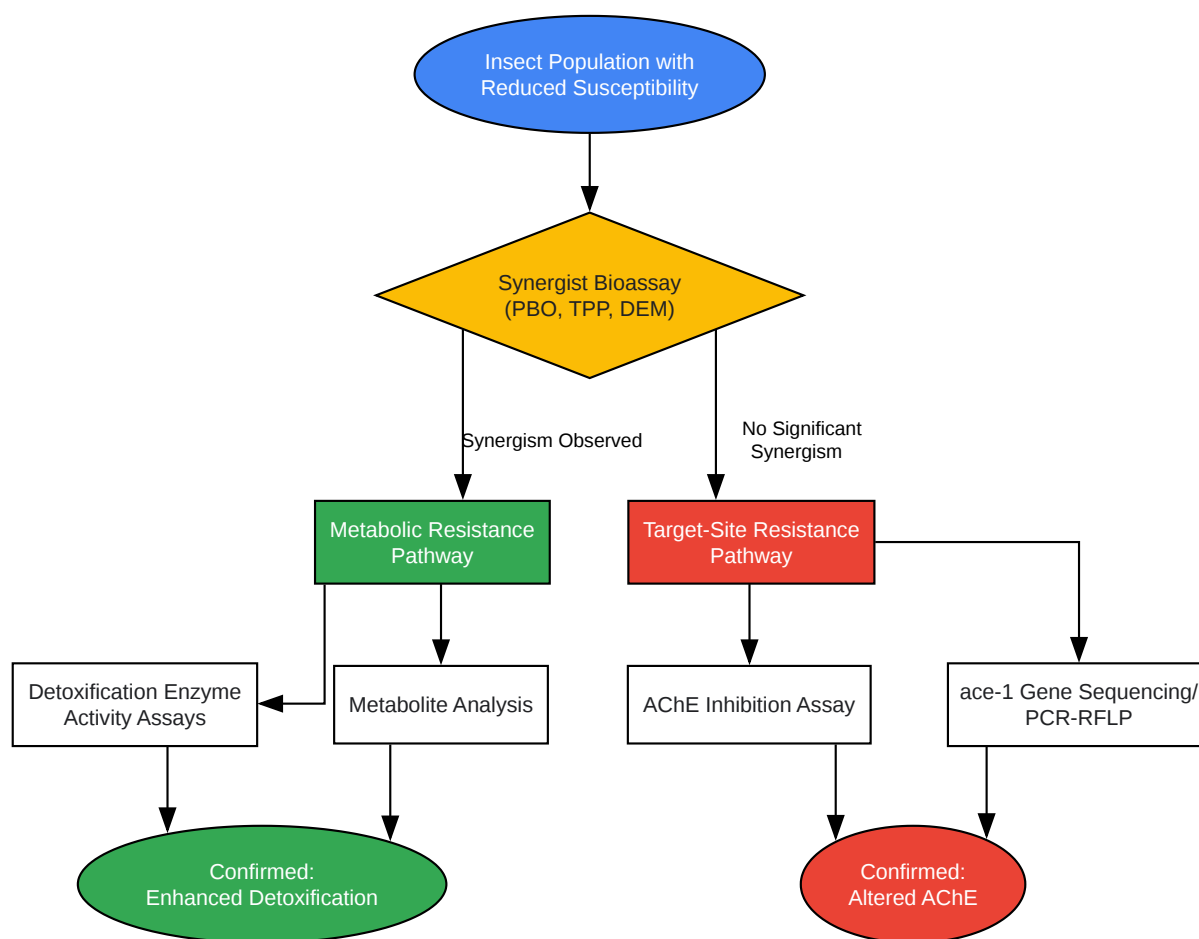 Insect Population with
Reduced Susceptibility
Synergist Bioassay
(PBO, TPP, DEM)
Synergism Observed
No Significant
Synergism
Metabolic Resistance
Pathway
Target-Site Resistance
Pathway
Detoxification Enzyme
Activity Assays
Metabolite Analysis
AChE Inhibition Assay
ace-1 Gene Sequencing/
PCR-RFLP
Confirmed:
Enhanced Detoxification
Confirmed:
Altered AChE